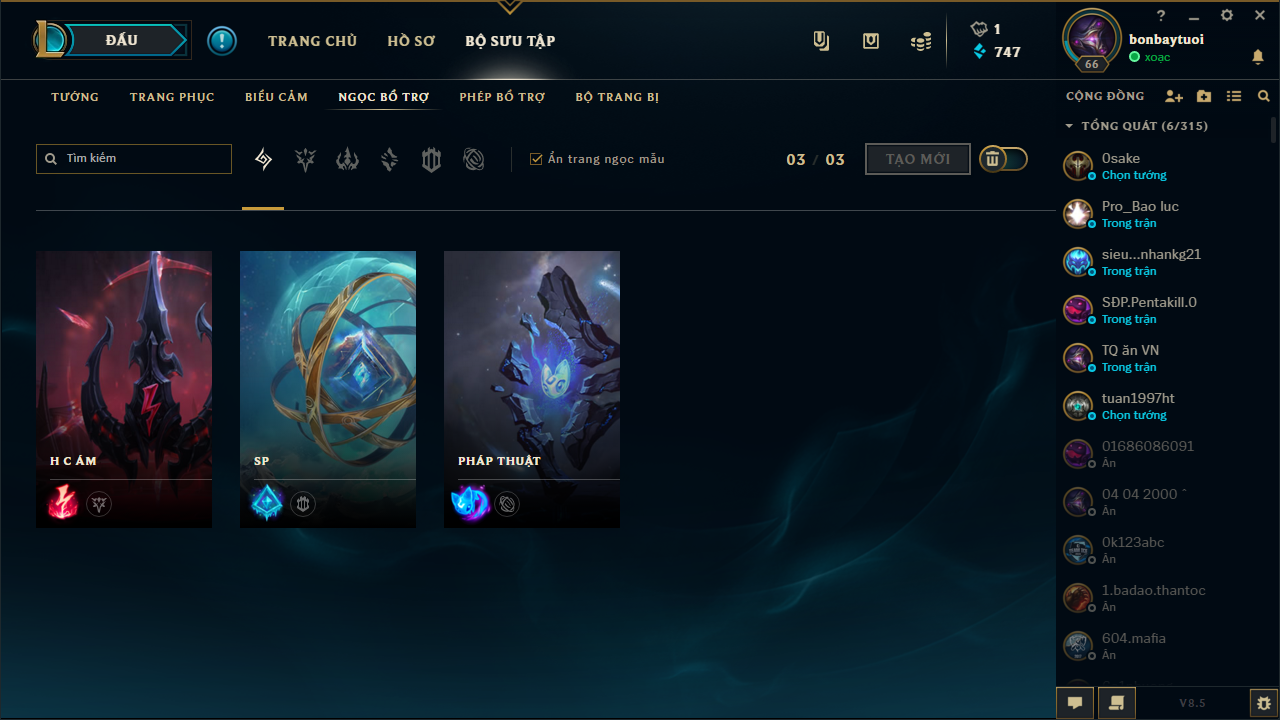 ĐẤU
TRANG CHỦ
HỒ SƠ
BỘ SƯU TẬP
1
747
66
bonbaytuoi
xoạc
TƯỚNG
TRANG PHỤC
BIỂU CẢM
NGỌC BỔ TRỢ
PHÉP BỔ TRỢ
BỘ TRANG BỊ
Tìm kiếm
Ẩn trang ngọc mẫu
03 / 03
TẠO MỚI
H C ÁM
SP
PHÁP THUẬT
CỘNG ĐỒNG
TỔNG QUÁT (6/315)
0sake
Chọn tướng
Pro_Bao luc
Trong trận
sieu...nhankg21
Trong trận
SĐP.Pentakill.0
Trong trận
TQ ăn VN
Trong trận
tuan1997ht
Chọn tướng
01686086091
Ẩn
04 04 2000 ˆ
Ẩn
0k123abc
Ẩn
1.badao.thantoc
Ẩn
604.mafia
Ẩn
V8.5